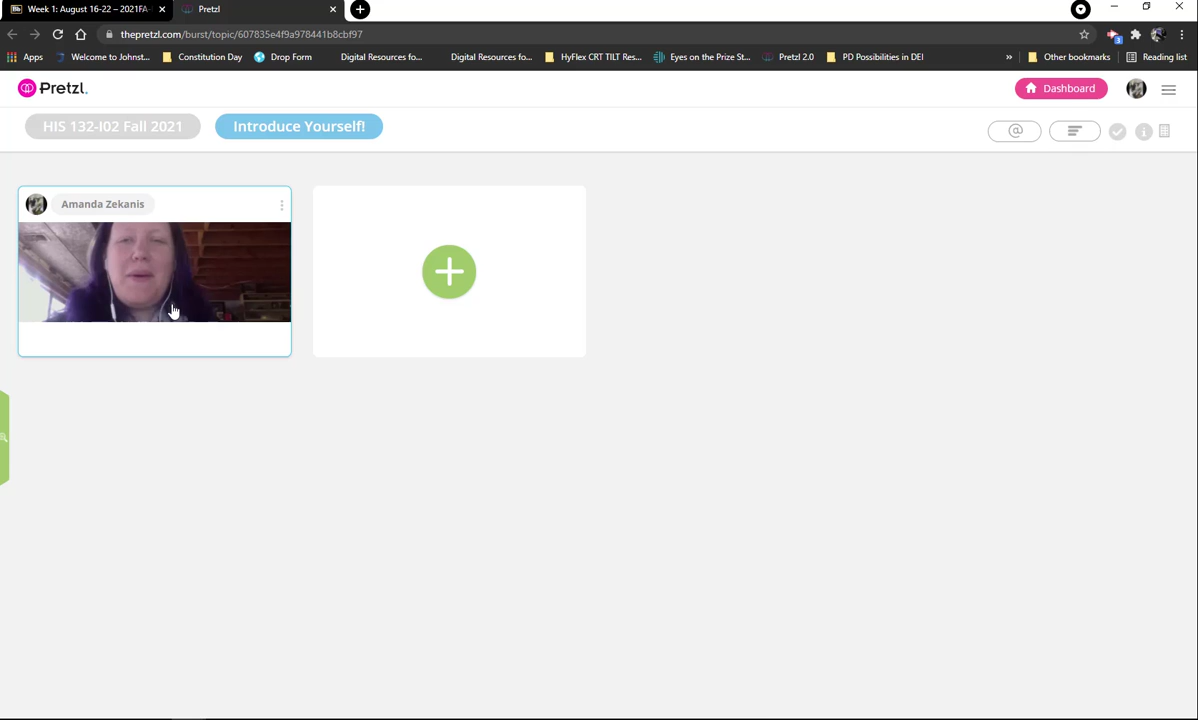 Week 1: August 16-22 – 2021FA-
Pretzl
thepretzl.com/burst/topic/607835e4f9a978441b8cbf97
3
Apps
Welcome to Johnst...
Constitution Day
Drop Form
Digital Resources fo...
Digital Resources fo...
HyFlex CRT TILT Res...
Eyes on the Prize St...
Pretzl 2.0
PD Possibilities in DEI
»
Other bookmarks
Reading list
Pretzl.
Dashboard
HIS 132-I02 Fall 2021
Introduce Yourself!
@
Amanda Zekanis